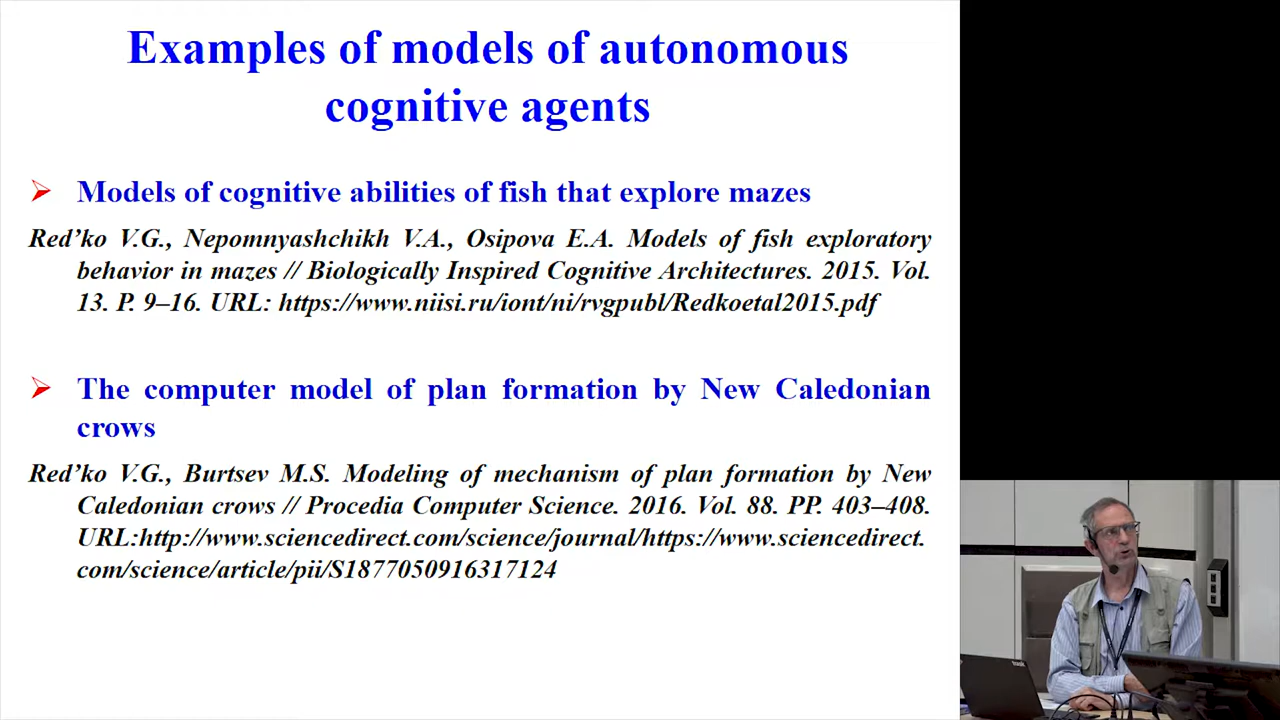 Examples of models of autonomous
cognitive agents
Models of cognitive abilities of fish that explore mazes
Red’ko V.G., Nepomnyashchikh V.A., Osipova E.A. Models of fish exploratory
behavior in mazes // Biologically Inspired Cognitive Architectures. 2015. Vol.
13. P. 9–16. URL: https://www.niisi.ru/iont/ni/rvgpubl/Redkoetal2015.pdf
The computer model of plan formation by New Caledonian
crows
Red’ko V.G., Burtsev M.S. Modeling of mechanism of plan formation by New
Caledonian crows // Procedia Computer Science. 2016. Vol. 88. PP. 403–408.
URL:http://www.sciencedirect.com/science/journal/https://www.sciencedirect.
com/science/article/pii/S1877050916317124